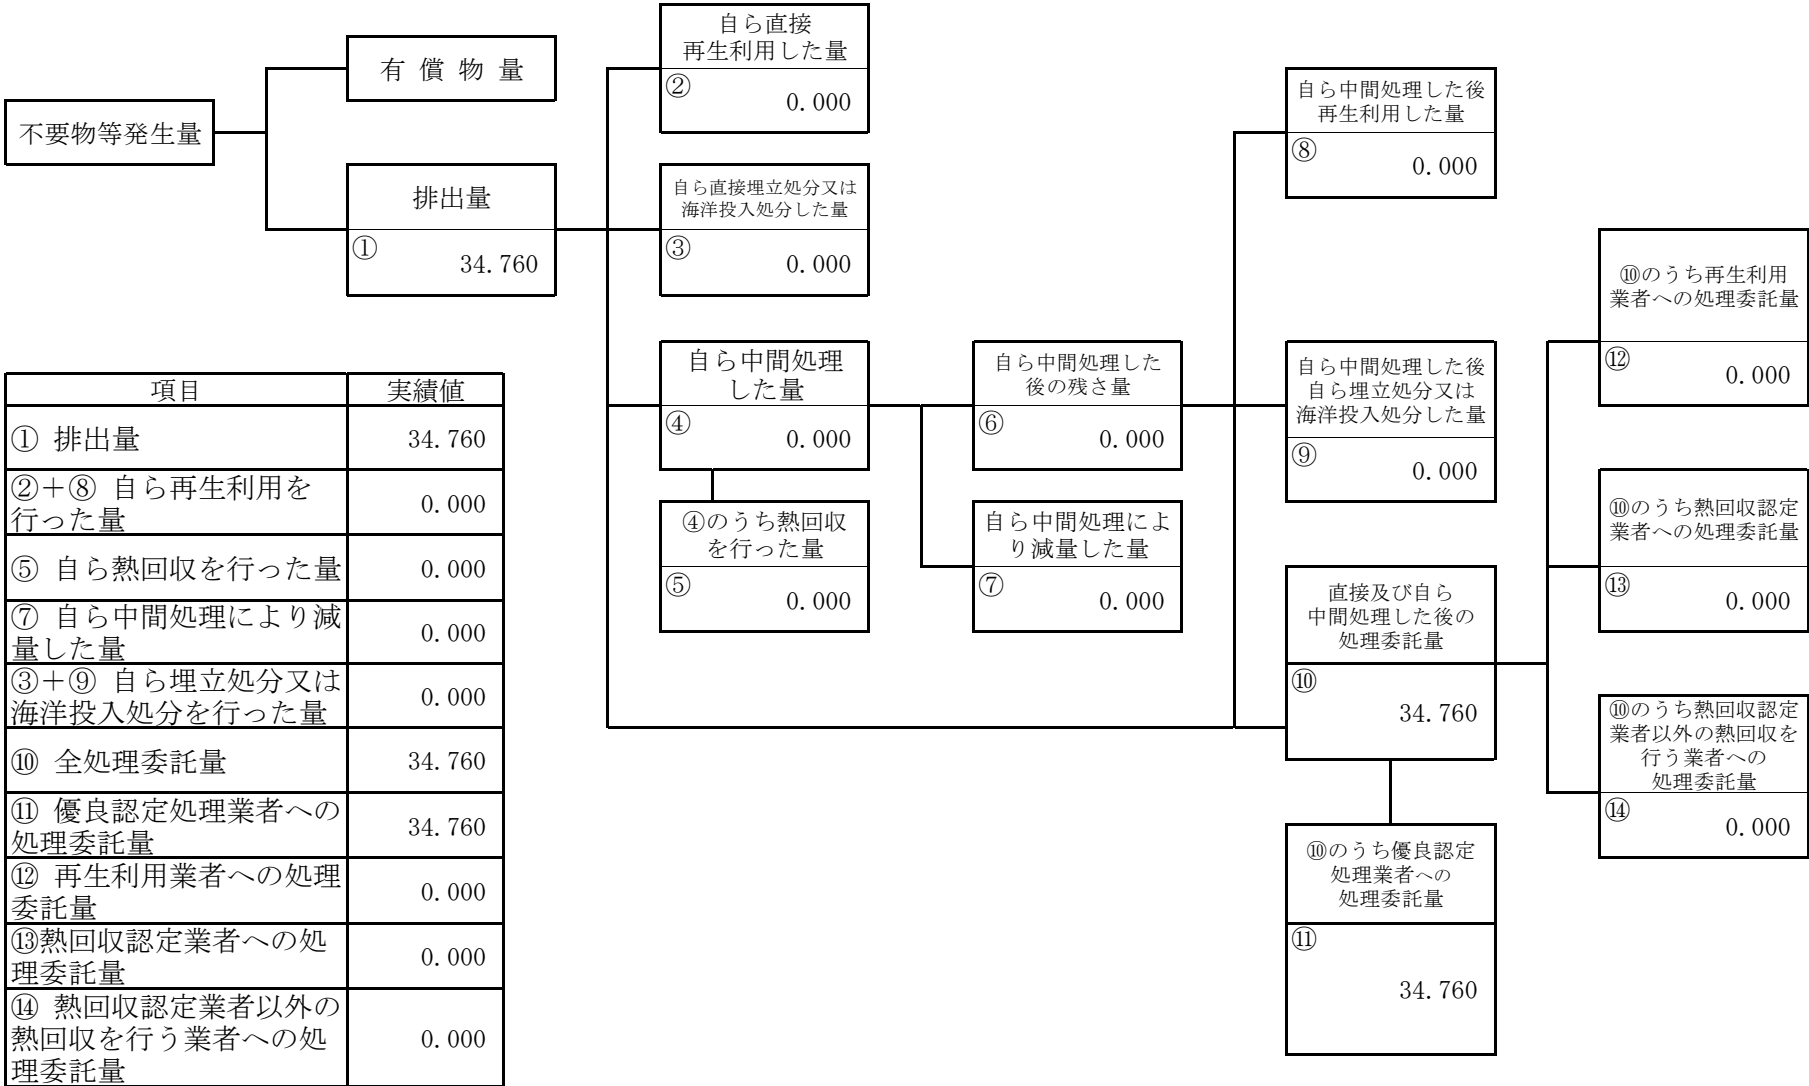 不要物等発生量
有 償 物 量
排出量
①
34.760
自ら直接
再生利用した量
②
0.000
自ら直接埋立処分又は
海洋投入処分した量
③
0.000
自ら中間処理
した量
④
0.000
④のうち熱回収
を行った量
⑤
0.000
自ら中間処理した
後の残さ量
⑥
0.000
自ら中間処理によ
り減量した量
⑦
0.000
自ら中間処理した後
再生利用した量
⑧
0.000
自ら中間処理した後
自ら埋立処分又は
海洋投入処分した量
⑨
0.000
直接及び自ら
中間処理した後の
処理委託量
⑩
34.760
⑩のうち優良認定
処理業者への
処理委託量
⑪
34.760
⑩のうち再生利用
業者への処理委託量
⑫
0.000
⑩のうち熱回収認定
業者への処理委託量
⑬
0.000
⑩のうち熱回収認定
業者以外の熱回収を
行う業者への
処理委託量
⑭
0.000
項目 実績値
① 排出量 34.760
②＋⑧ 自ら再生利用を
行った量
0.000
⑤ 自ら熱回収を行った量 0.000
⑦ 自ら中間処理により減
量した量
0.000
③＋⑨ 自ら埋立処分又は
海洋投入処分を行った量
0.000
⑩ 全処理委託量 34.760
⑪ 優良認定処理業者への
処理委託量
34.760
⑫ 再生利用業者への処理
委託量
0.000
⑬熱回収認定業者への処
理委託量
0.000
⑭ 熱回収認定業者以外の
熱回収を行う業者への処
理委託量
0.000